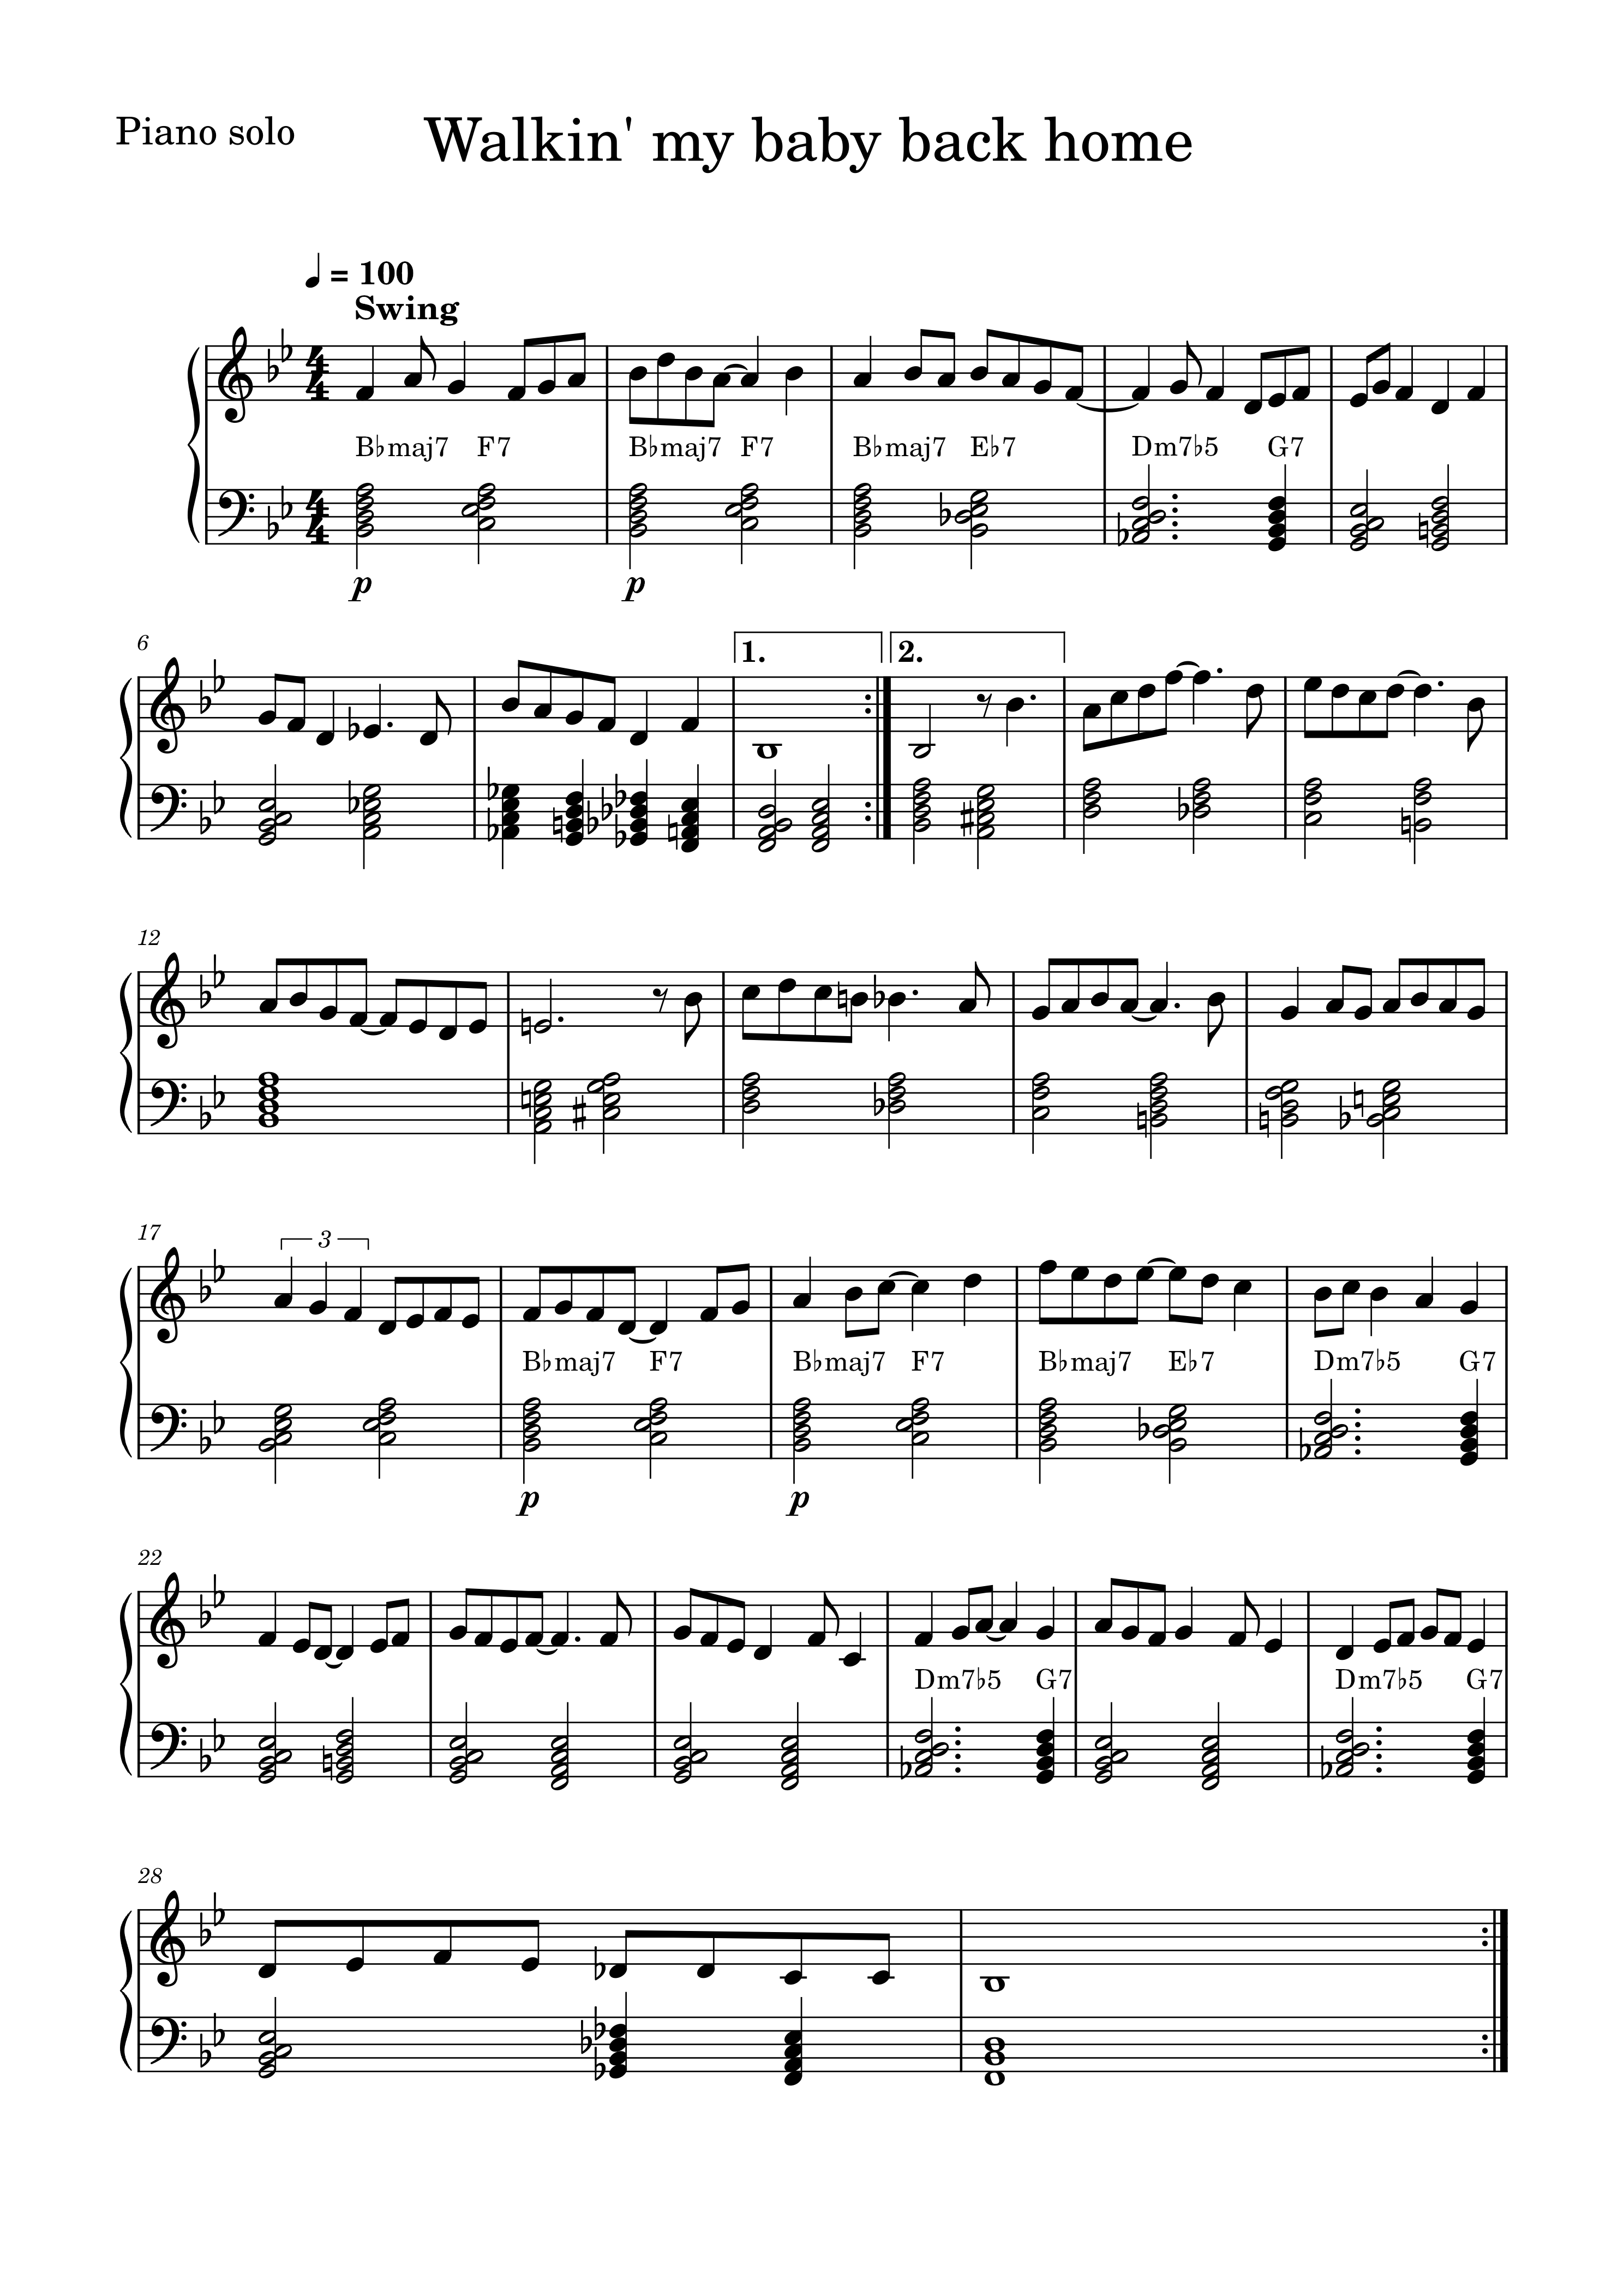 Piano solo
Walkin' my baby back home
♩ = 100
Swing
4/4
B♭maj7 F7 B♭maj7 F7 B♭maj7 E♭7 Dm7♭5 G7
4/4
p p
6
1. 2.
12
17
3
B♭maj7 F7 B♭maj7 F7 B♭maj7 E♭7 Dm7♭5 G7
p p
22
Dm7♭5 G7 Dm7♭5 G7
28